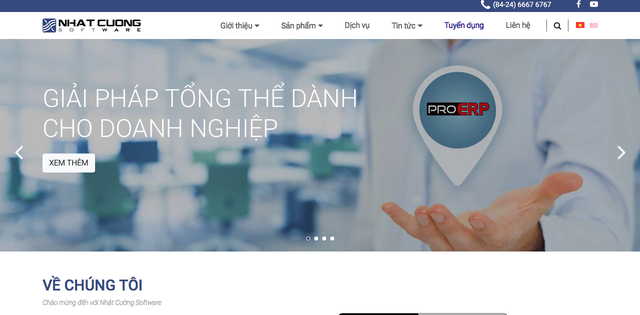 (84-24) 6667 6767
NHAT CUONG
SOFTWARE
Giới thiệu
Sản phẩm
Dịch vụ
Tin tức
Tuyển dụng
Liên hệ
GIẢI PHÁP TỔNG THỂ DÀNH
CHO DOANH NGHIỆP
XEM THÊM
PROERP
VỀ CHÚNG TÔI
Chào mừng đến với Nhật Cường Software